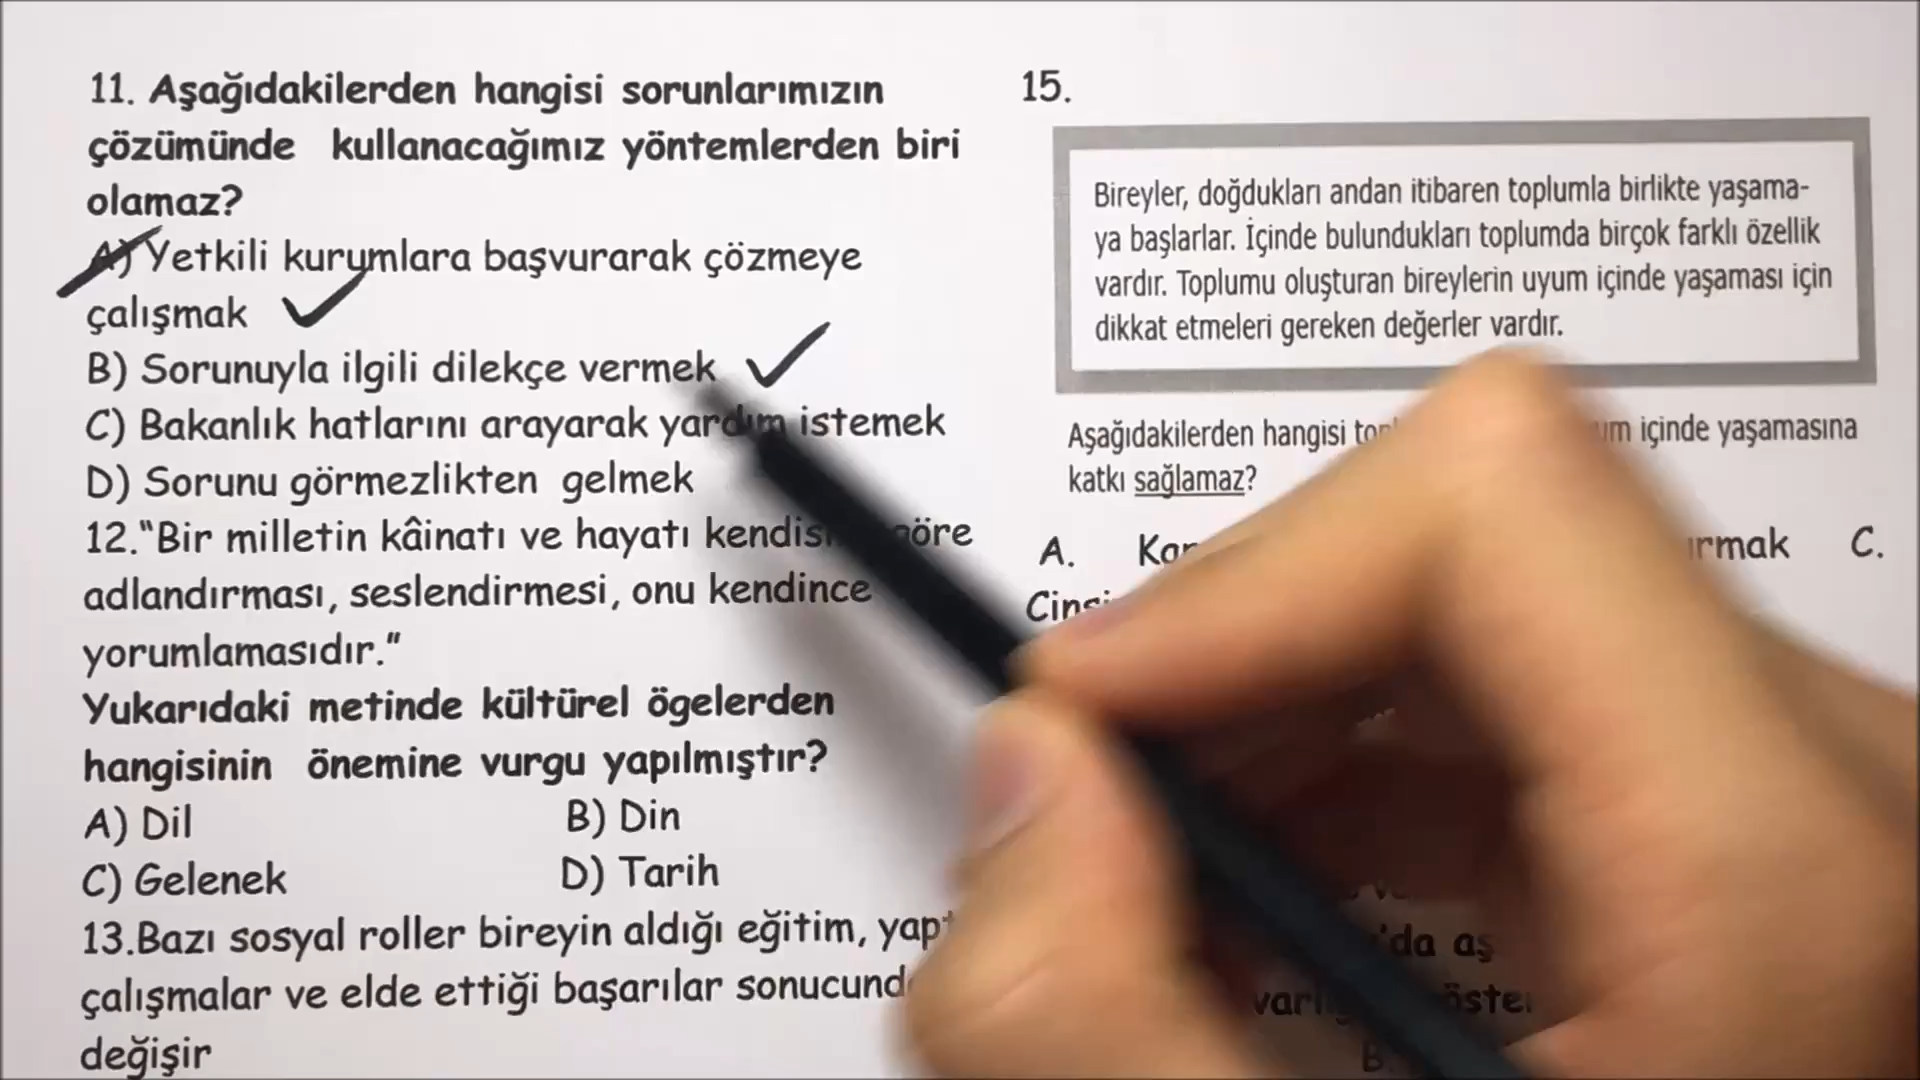 11. Aşağıdakilerden hangisi sorunlarımızın
çözümünde kullanacağımız yöntemlerden biri
olamaz?
A) Yetkili kurumlara başvurarak çözmeye
çalışmak
B) Sorunuyla ilgili dilekçe vermek
C) Bakanlık hatlarını arayarak yardım istemek
D) Sorunu görmezlikten gelmek
12."Bir milletin kâinatı ve hayatı
adlandırması, seslendirmesi, onu kendince
yorumlamasıdır."
Yukarıdaki metinde kültürel ögelerden
hangisinin önemine vurgu yapılmıştır?
A) Dil B) Din
C) Gelenek D) Tarih
13.Bazı sosyal roller bireyin aldığı eğitim,
çalışmalar ve elde ettiği başarılar
değişir
15.
Bireyler, doğdukları andan itibaren toplumla birlikte yaşama-
ya başlarlar. İçinde bulundukları toplumda birçok farklı özellik
vardır. Toplumu oluşturan bireylerin uyum içinde yaşaması için
dikkat etmeleri gereken değerler vardır.
Aşağıdakilerden hangisi içinde yaşamasına
katkı sağlamaz?
A. C.